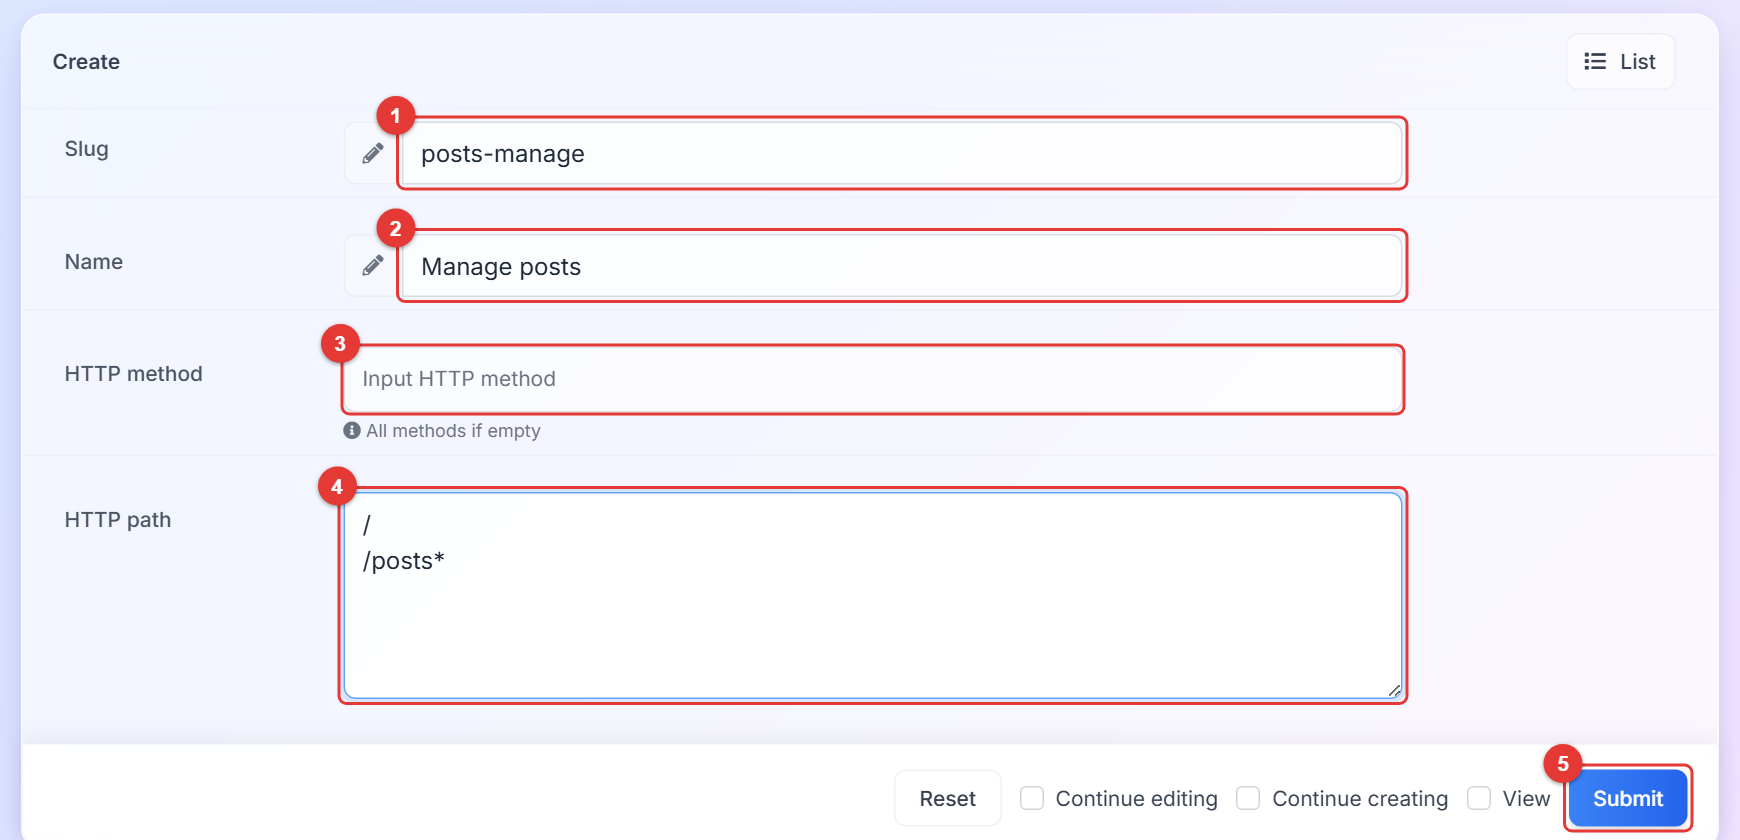 Create
List
1
Slug
posts-manage
2
Name
Manage posts
3
HTTP method
Input HTTP method
All methods if empty
4
HTTP path
/
/posts*
5
Reset
Continue editing
Continue creating
View
Submit